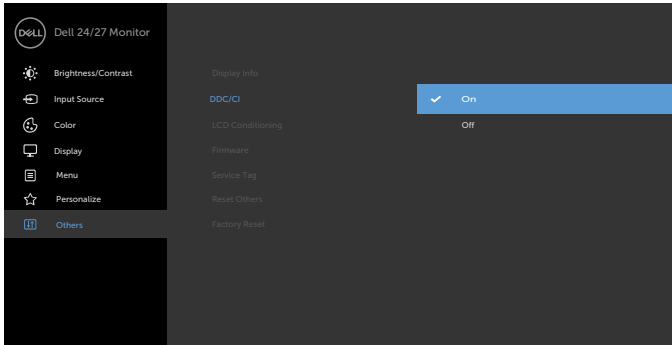 DELL Dell 24/27 Monitor
Brightness/Contrast
Input Source
Color
Display
Menu
Personalize
Others
Display Info
DDC/CI
LCD Conditioning
Firmware
Service Tag
Reset Others
Factory Reset
On
Off